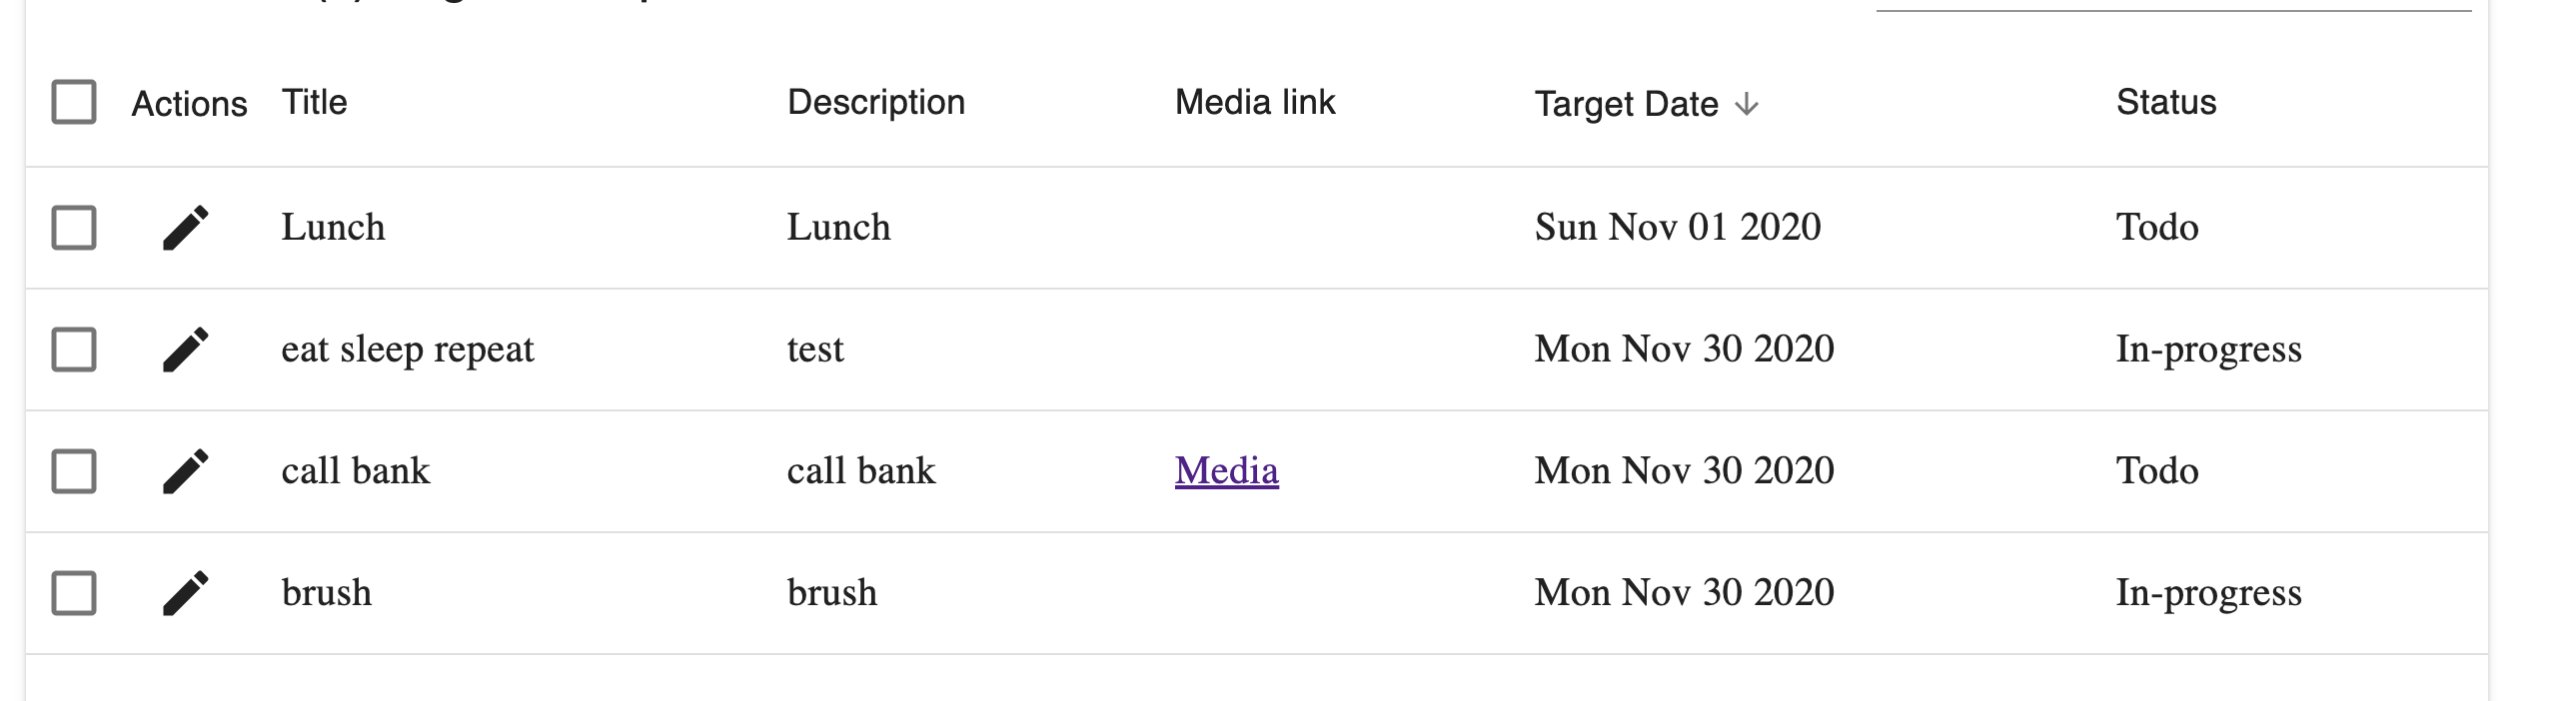 Actions Title Description Media link Target Date ↓ Status
Lunch Lunch Sun Nov 01 2020 Todo
eat sleep repeat test Mon Nov 30 2020 In-progress
call bank call bank Media Mon Nov 30 2020 Todo
brush brush Mon Nov 30 2020 In-progress